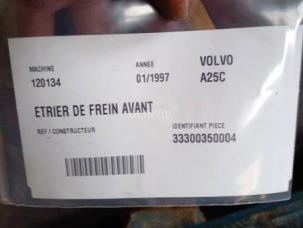 MACHINE ANNEE VOLVO
120134 01/1997 A25C
ETRIER DE FREIN AVANT
REF / CONSTRUCTEUR IDENTIFIANT PIECE
33300350004